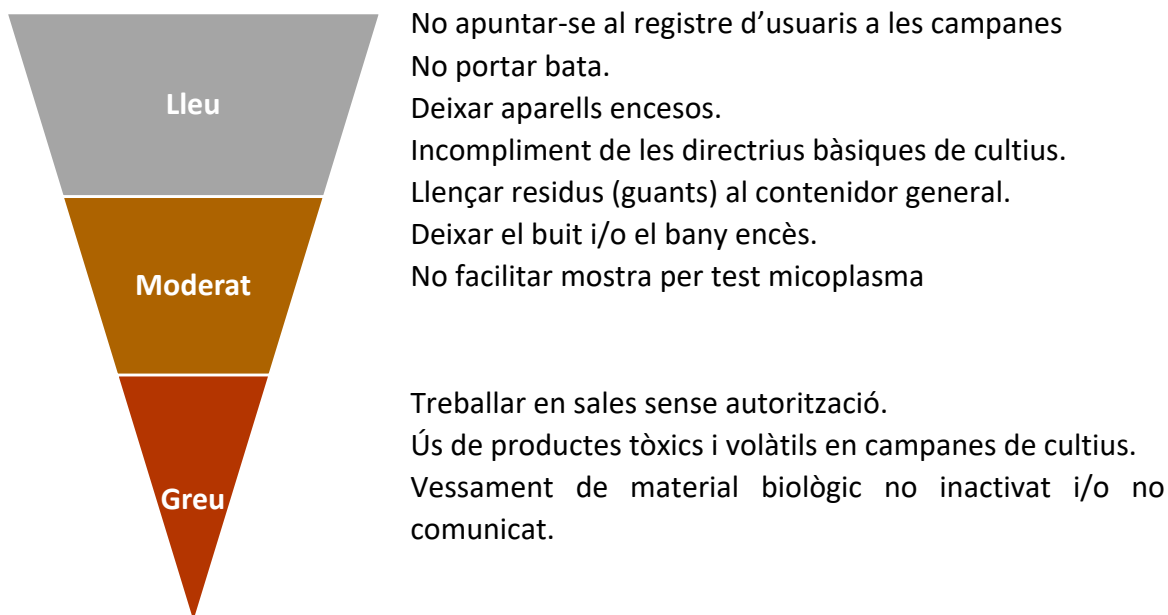 No apuntar-se al registre d’usuaris a les campanes
No portar bata.
Lleu
Deixar aparells encesos.
Incompliment de les directrius bàsiques de cultius.
Llençar residus (guants) al contenidor general.
Deixar el buit i/o el bany encès.
Moderat
No facilitar mostra per test micoplasma
Treballar en sales sense autorització.
Ús de productes tòxics i volàtils en campanes de cultius.
Greu
Vessament de material biològic no inactivat i/o no
comunicat.